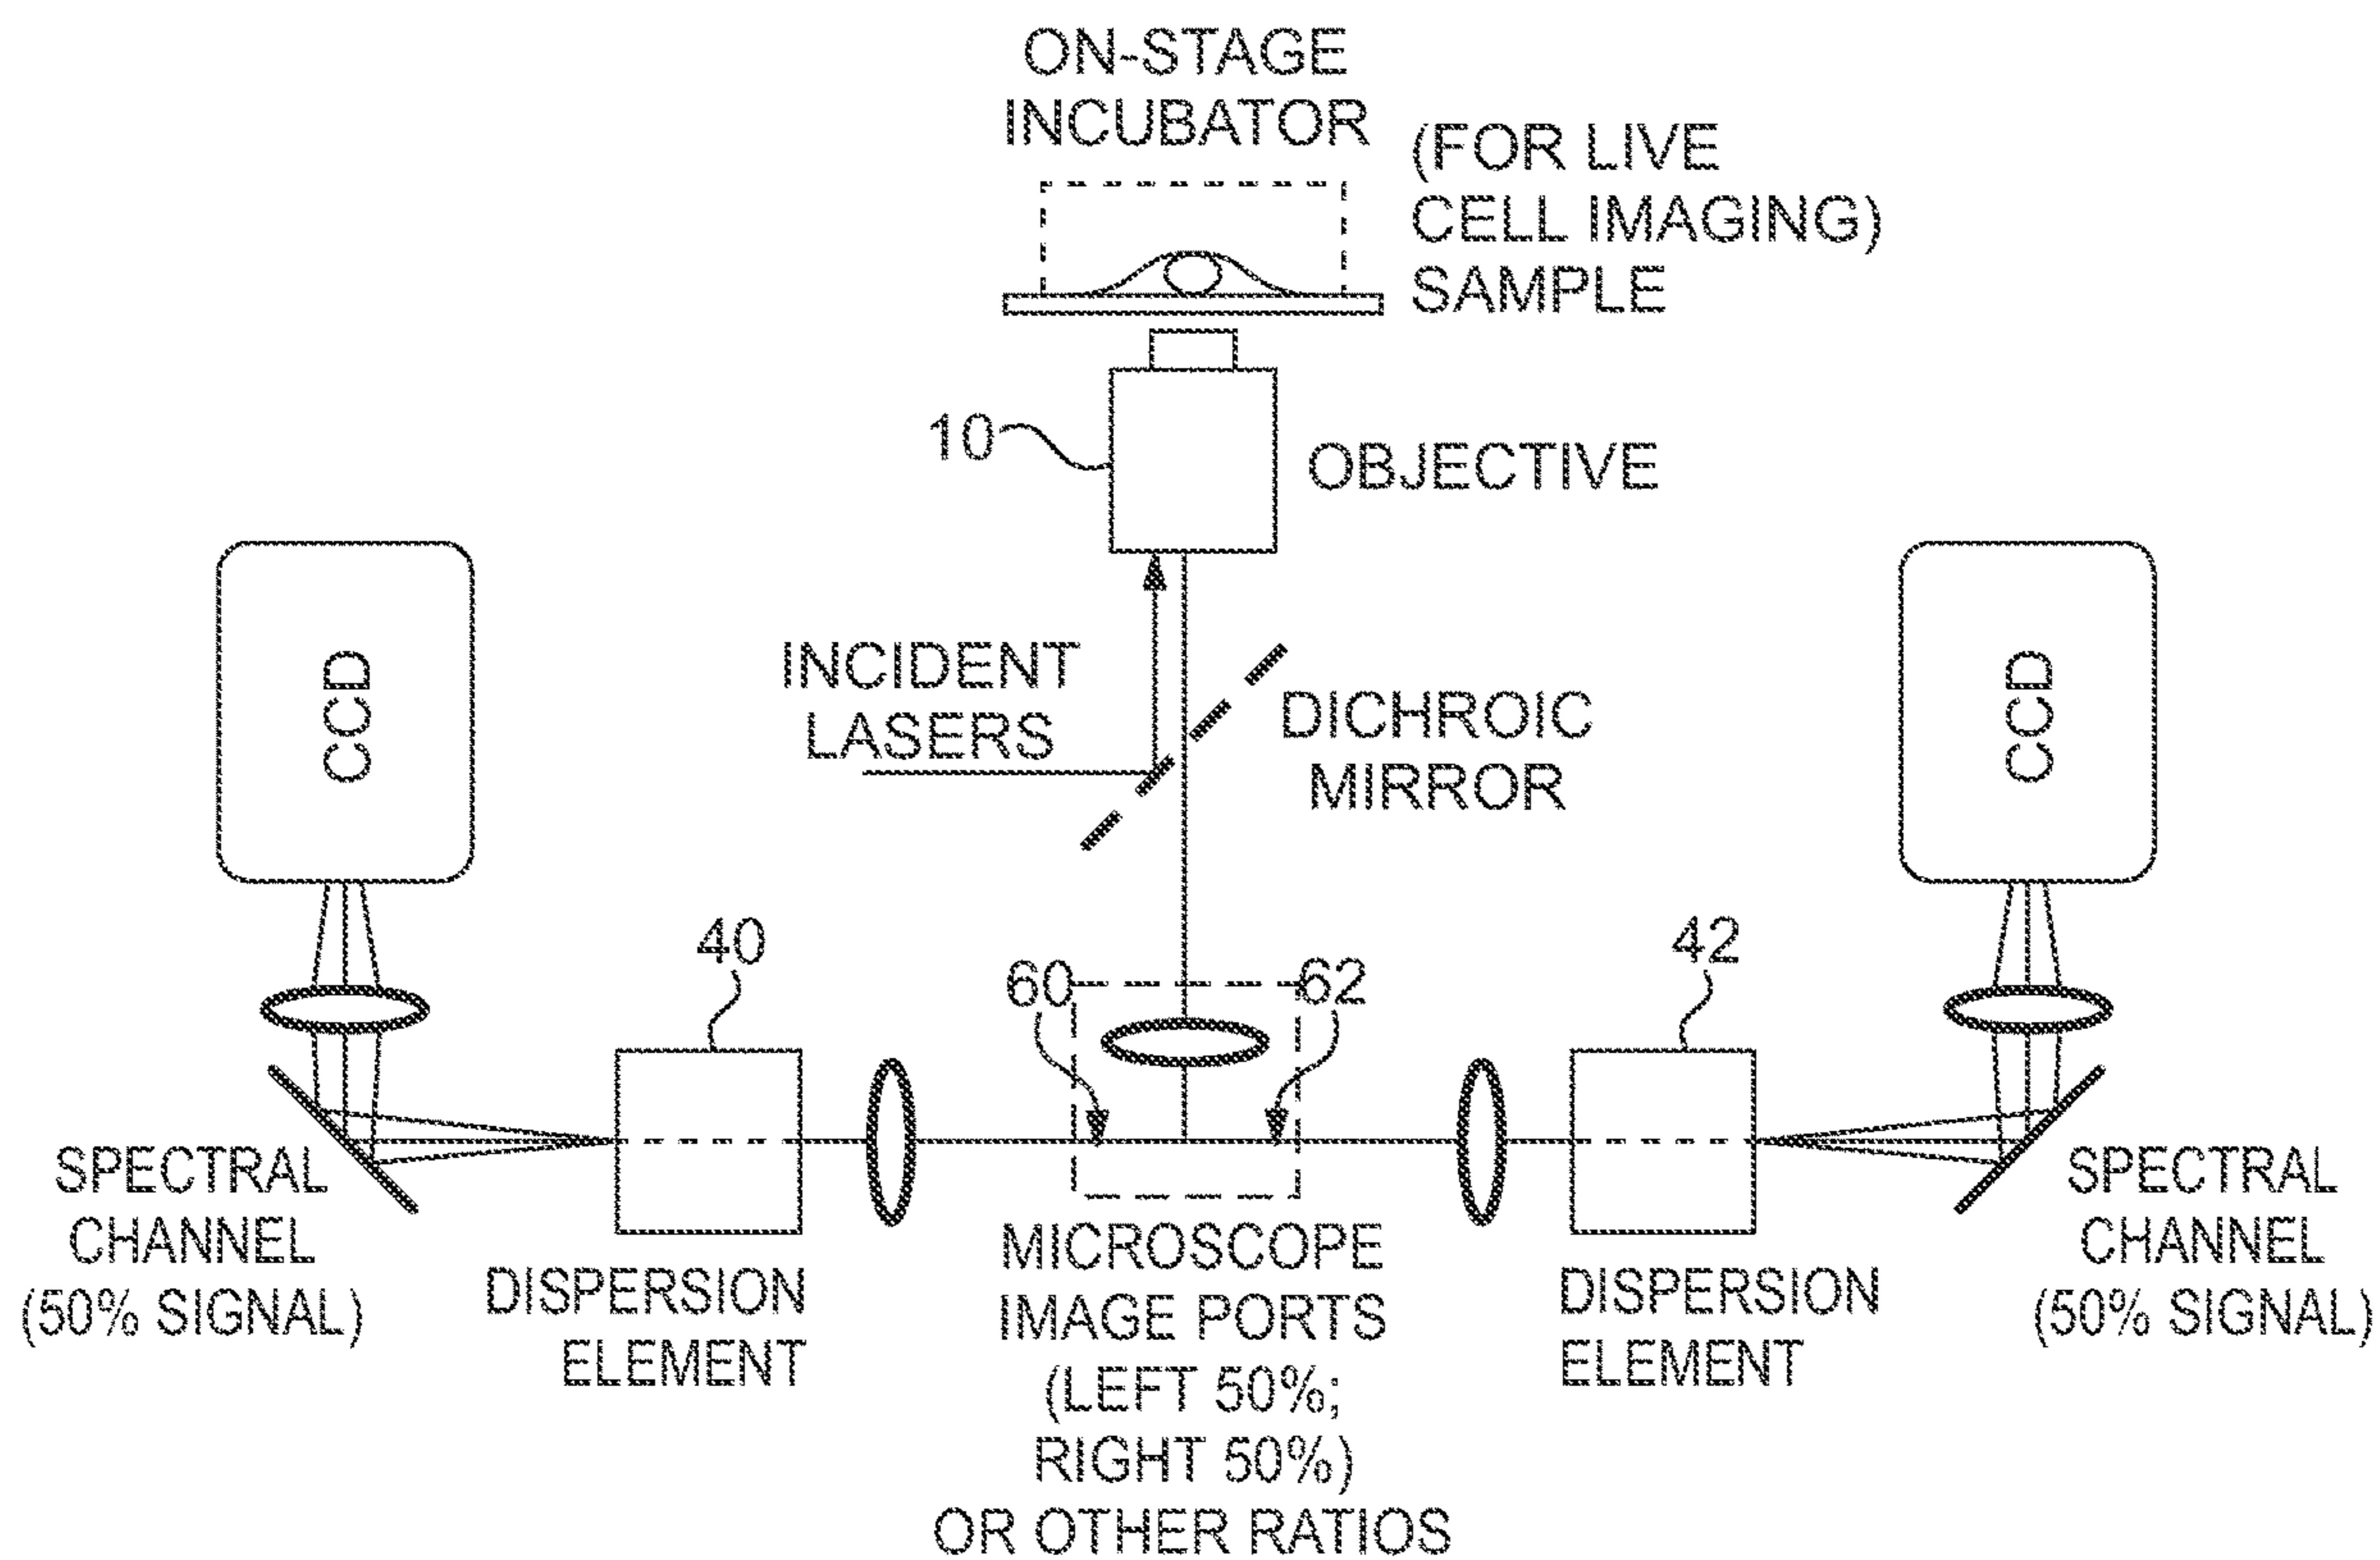 ON-STAGE
INCUBATOR
(FOR LIVE
CELL IMAGING)
SAMPLE
10
OBJECTIVE
CCD
INCIDENT
LASERS
DICHROIC
MIRROR
CCD
40
60
62
42
SPECTRAL
CHANNEL
(50% SIGNAL)
DISPERSION
ELEMENT
MICROSCOPE
IMAGE PORTS
(LEFT 50%;
RIGHT 50%)
OR OTHER RATIOS
DISPERSION
ELEMENT
SPECTRAL
CHANNEL
(50% SIGNAL)